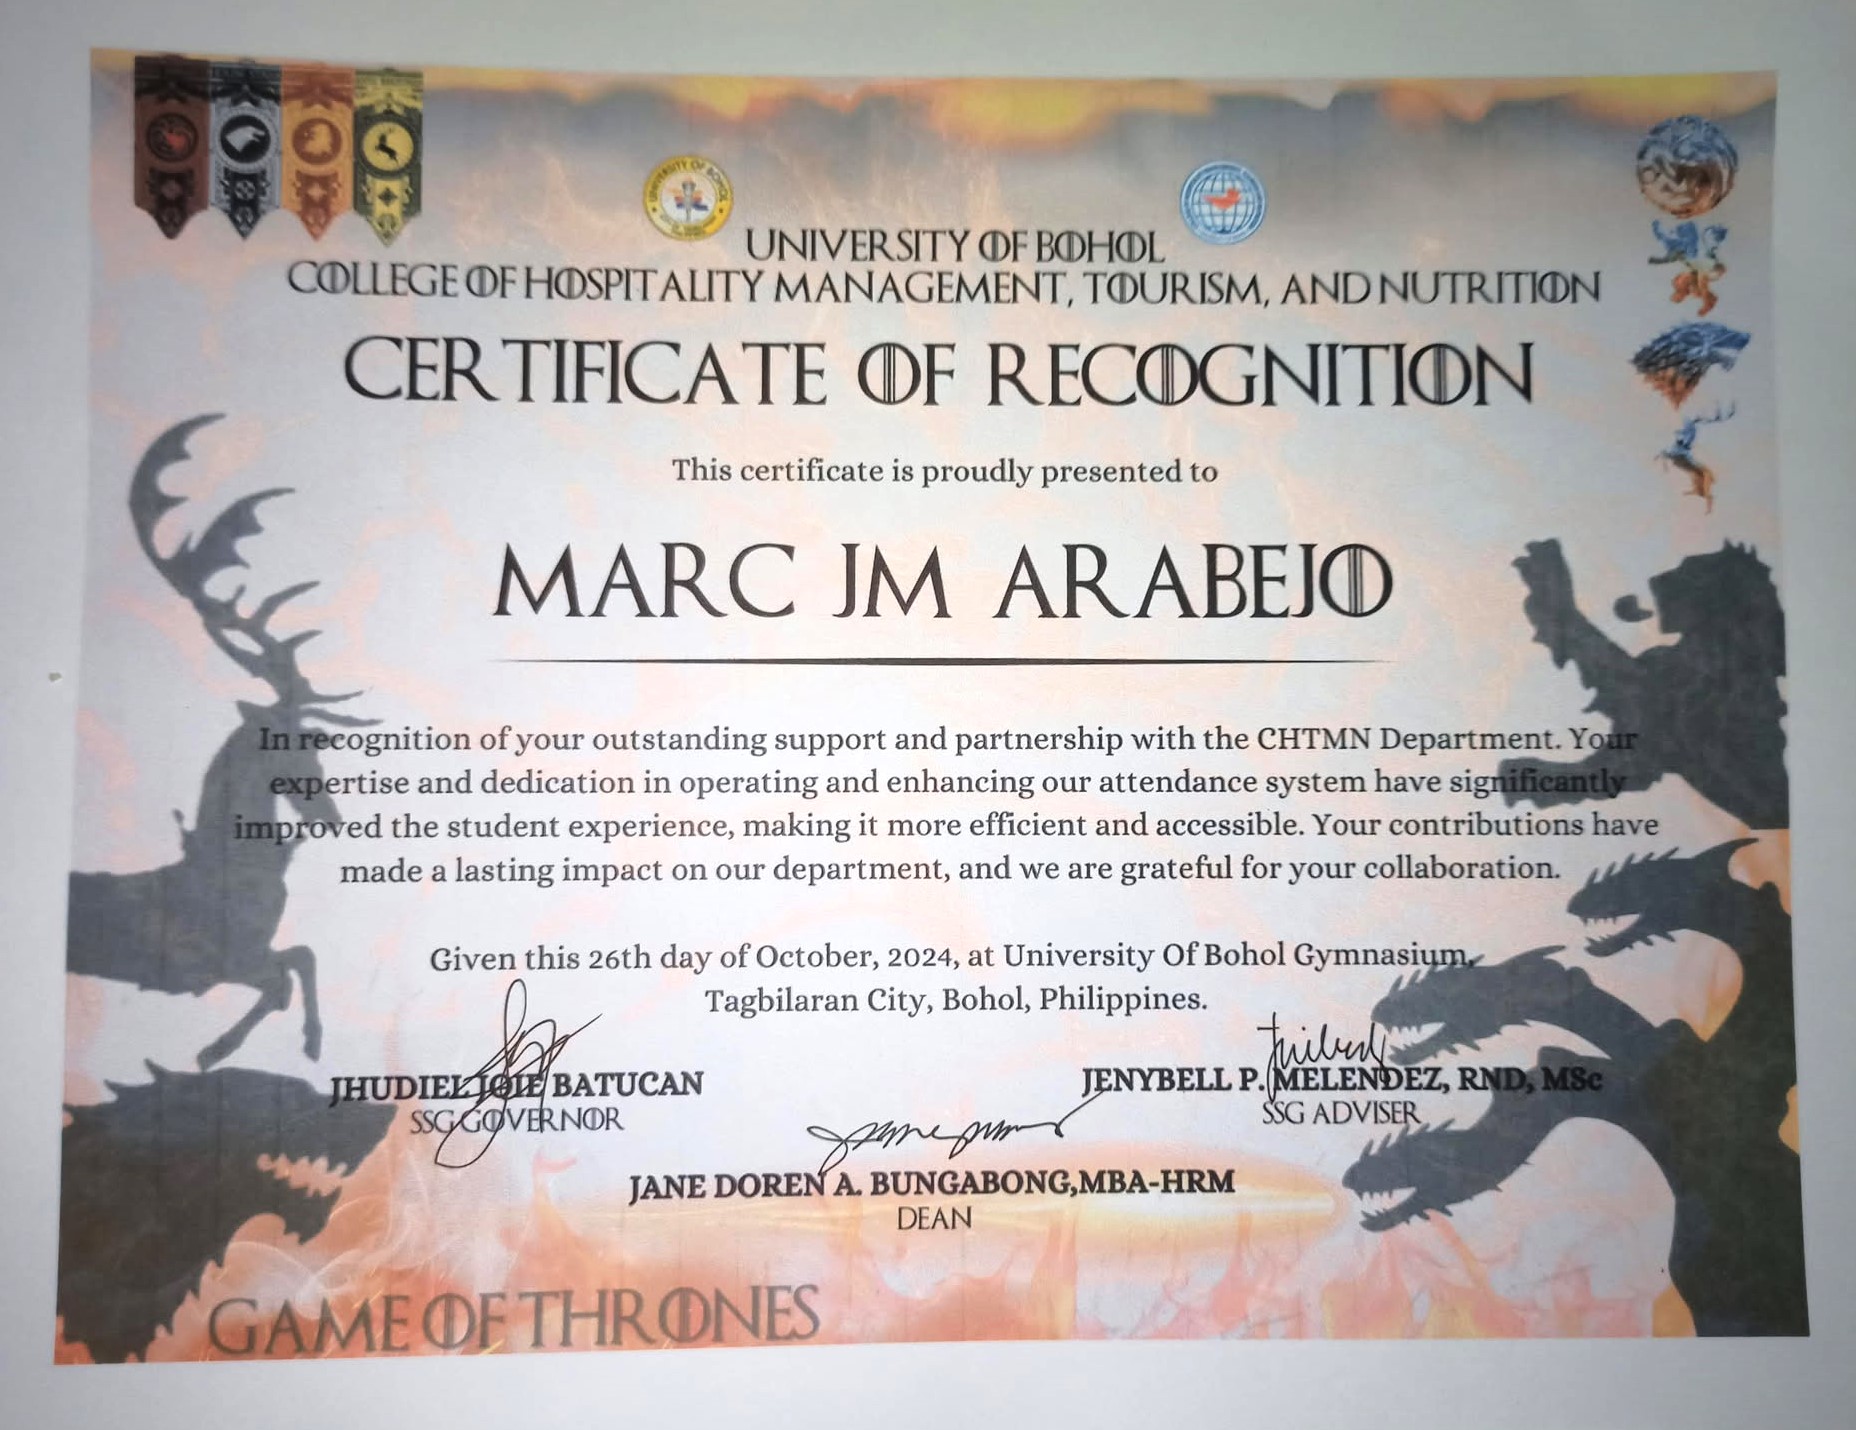 UNIVERSITY OF BOHOL
UNIVERSITY OF BOHOL
COLLEGE OF HOSPITALITY MANAGEMENT, TOURISM, AND NUTRITION
CERTIFICATE OF RECOGNITION
This certificate is proudly presented to
MARC JM ARABEJO
In recognition of your outstanding support and partnership with the CHTMN Department. Your
expertise and dedication in operating and enhancing our attendance system have significantly
improved the student experience, making it more efficient and accessible. Your contributions have
made a lasting impact on our department, and we are grateful for your collaboration.
Given this 26th day of October, 2024, at University Of Bohol Gymnasium,
Tagbilaran City, Bohol, Philippines.
JHUDIEL JOIE BATUCAN
SSG GOVERNOR
JENYBELL P. MELENDEZ, RND, MSc
SSG ADVISER
JANE DOREN A. BUNGABONG,MBA-HRM
DEAN
GAME OF THRONES